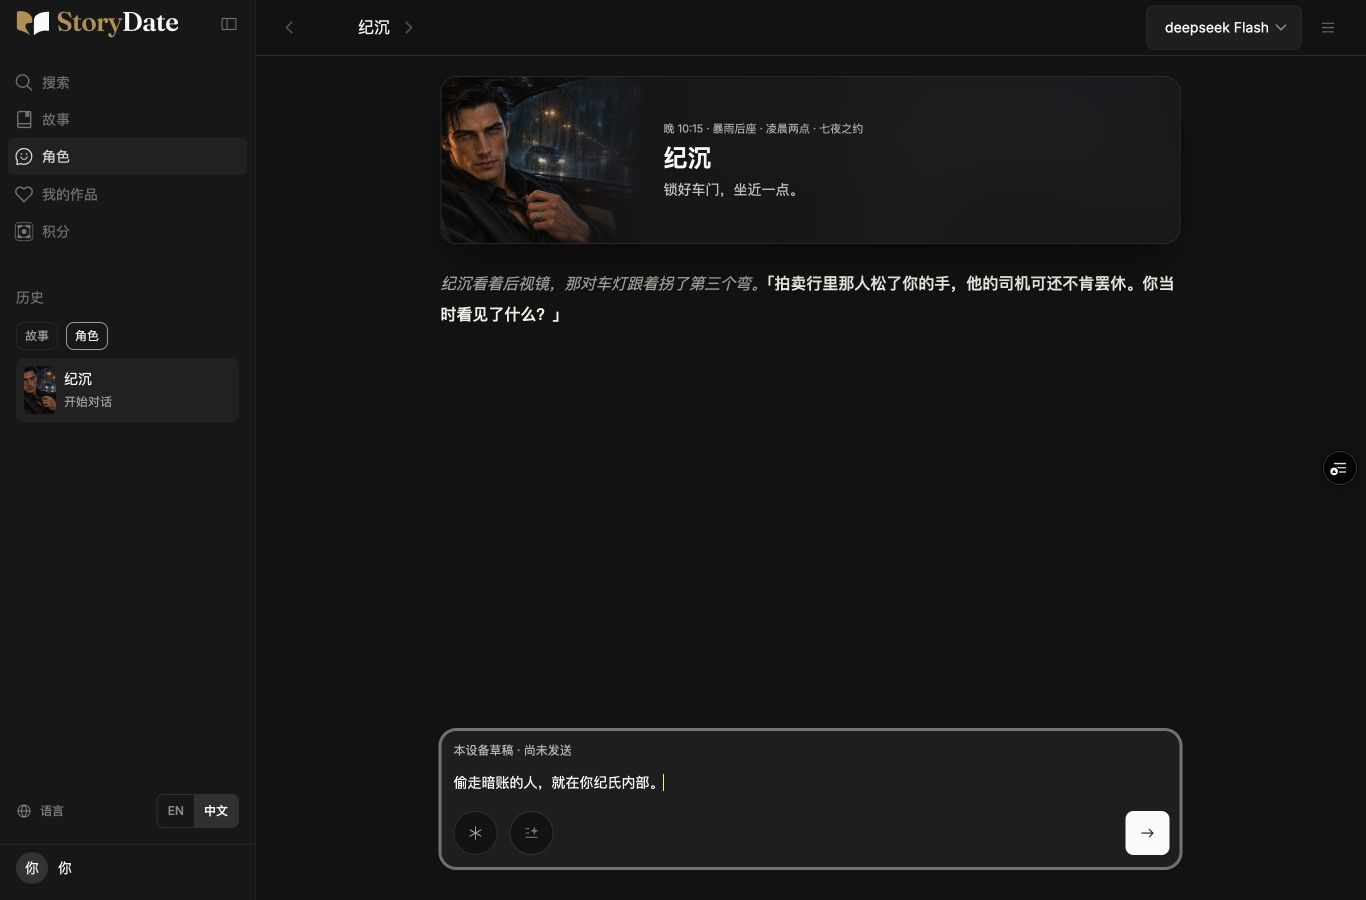 StoryDate
搜索
故事
角色
我的作品
积分
历史
故事
角色
纪沉
开始对话
语言
EN
中文
你
你
纪沉
deepseek Flash
晚 10:15 · 暴雨后座 · 凌晨两点 · 七夜之约
纪沉
锁好车门，坐近一点。
纪沉看着后视镜，那对车灯跟着拐了第三个弯。「拍卖行里那人松了你的手，他的司机可还不肯罢休。你当
时看见了什么？」
本设备草稿 · 尚未发送
偷走暗账的人，就在你纪氏内部。